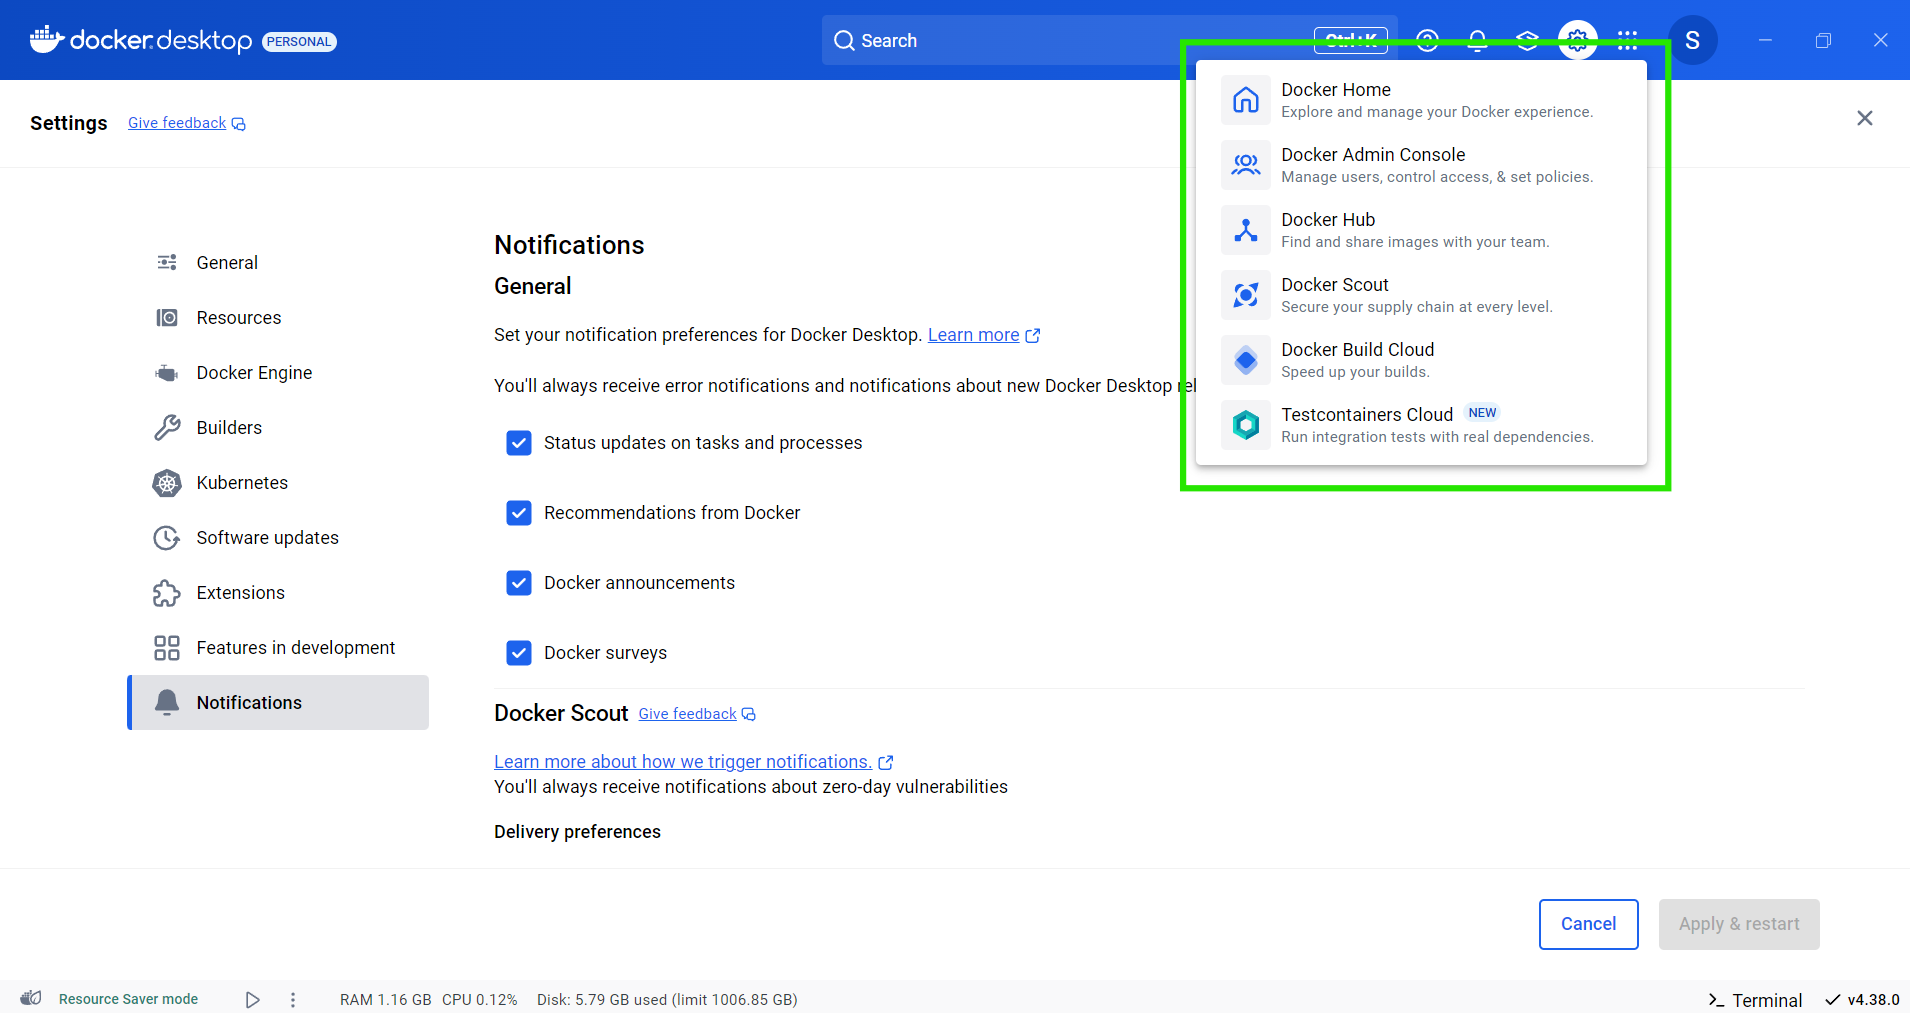 docker desktop PERSONAL
Search
Ctrl+K
S
Settings
Give feedback
Docker Home
Explore and manage your Docker experience.
Docker Admin Console
Manage users, control access, & set policies.
Docker Hub
Find and share images with your team.
Docker Scout
Secure your supply chain at every level.
Docker Build Cloud
Speed up your builds.
Testcontainers Cloud NEW
Run integration tests with real dependencies.
General
Resources
Docker Engine
Builders
Kubernetes
Software updates
Extensions
Features in development
Notifications
Notifications
General
Set your notification preferences for Docker Desktop. Learn more
You'll always receive error notifications and notifications about new Docker Desktop rel
Status updates on tasks and processes
Recommendations from Docker
Docker announcements
Docker surveys
Docker Scout Give feedback
Learn more about how we trigger notifications.
You'll always receive notifications about zero-day vulnerabilities
Delivery preferences
Cancel
Apply & restart
Resource Saver mode
RAM 1.16 GB CPU 0.12% Disk: 5.79 GB used (limit 1006.85 GB)
Terminal
v4.38.0